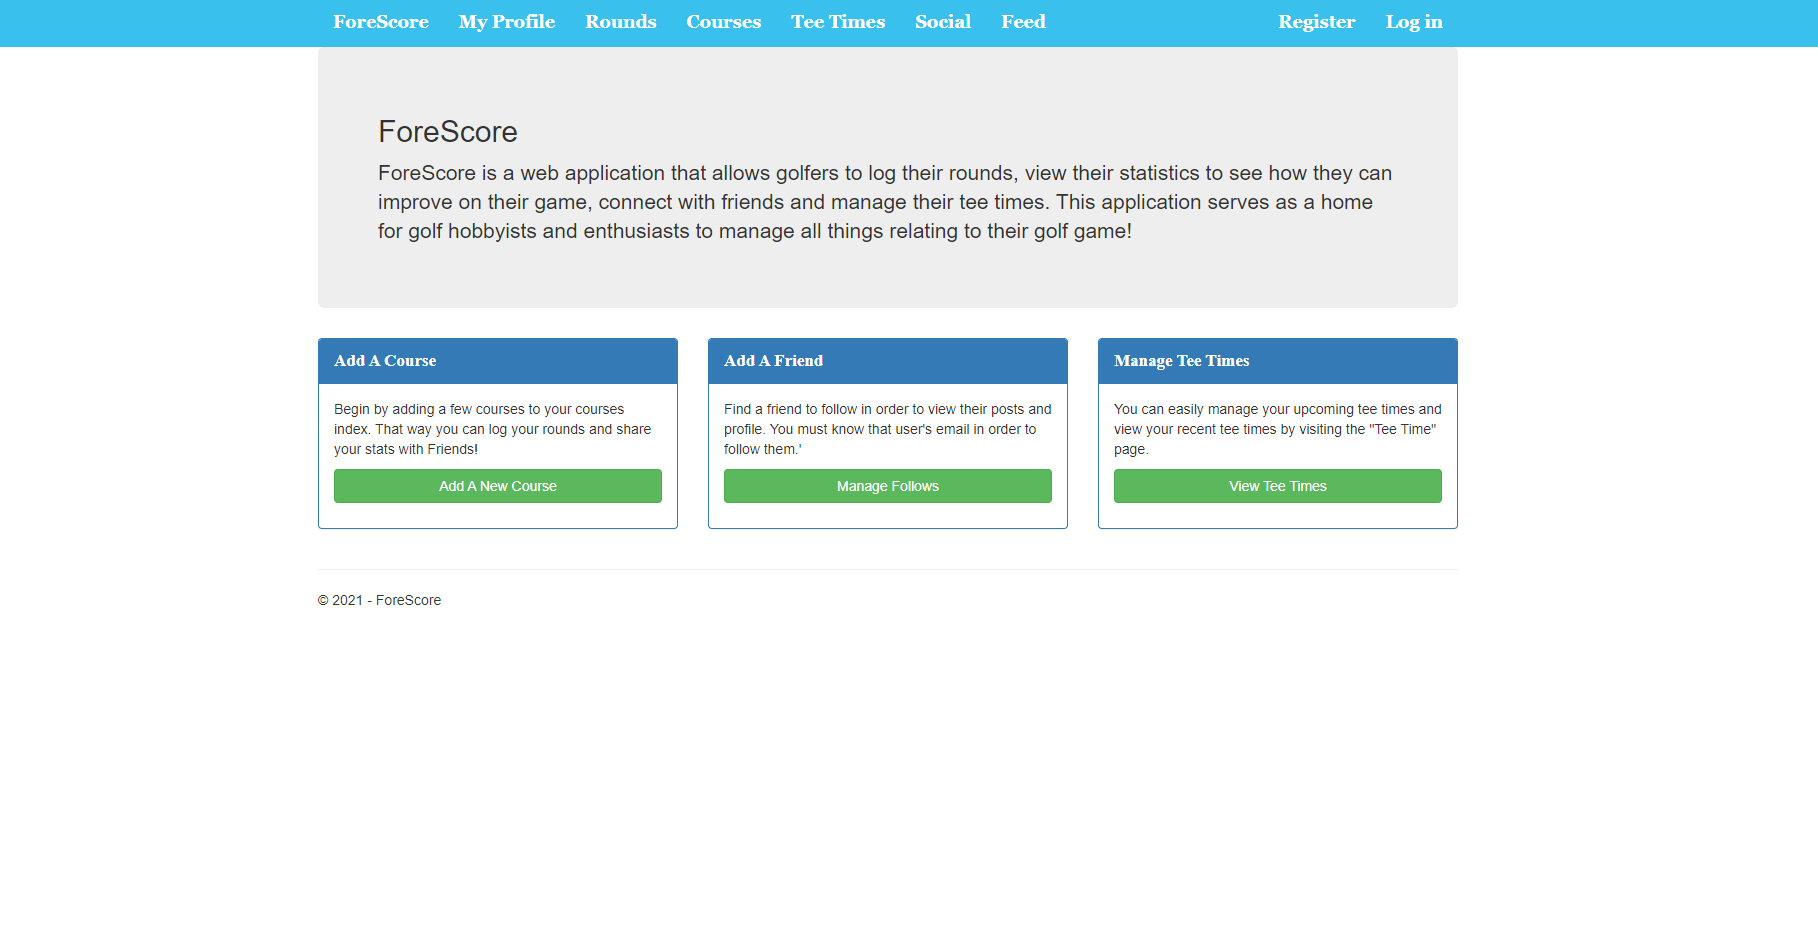 ForeScore My Profile Rounds Courses Tee Times Social Feed Register Log in
ForeScore
ForeScore is a web application that allows golfers to log their rounds, view their statistics to see how they can
improve on their game, connect with friends and manage their tee times. This application serves as a home
for golf hobbyists and enthusiasts to manage all things relating to their golf game!
Add A Course
Begin by adding a few courses to your courses
index. That way you can log your rounds and share
your stats with Friends!
Add A New Course
Add A Friend
Find a friend to follow in order to view their posts and
profile. You must know that user's email in order to
follow them.'
Manage Follows
Manage Tee Times
You can easily manage your upcoming tee times and
view your recent tee times by visiting the "Tee Time"
page.
View Tee Times
© 2021 - ForeScore